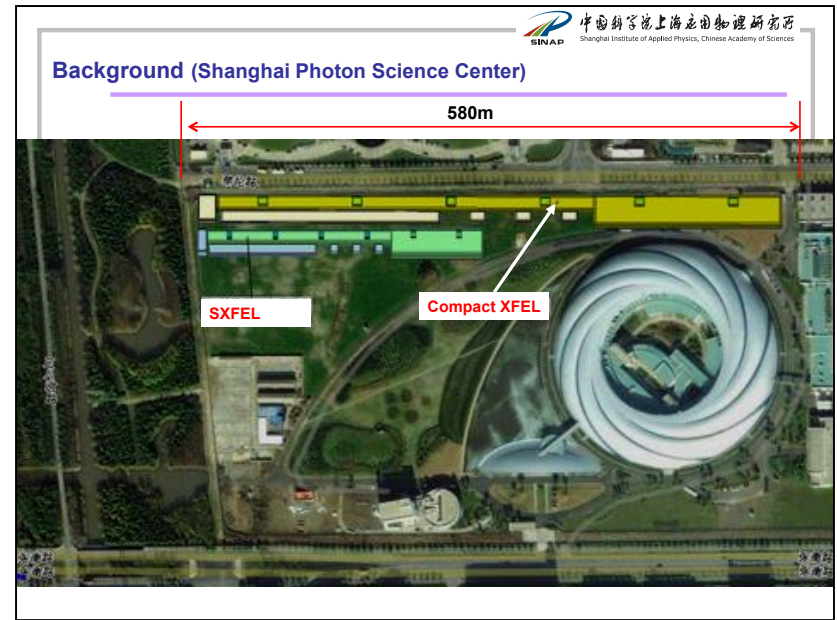 中国科学院上海应用物理研究所
SINAP
Shanghai Institute of Applied Physics, Chinese Academy of Sciences
Background (Shanghai Photon Science Center)
580m
SXFEL
Compact XFEL